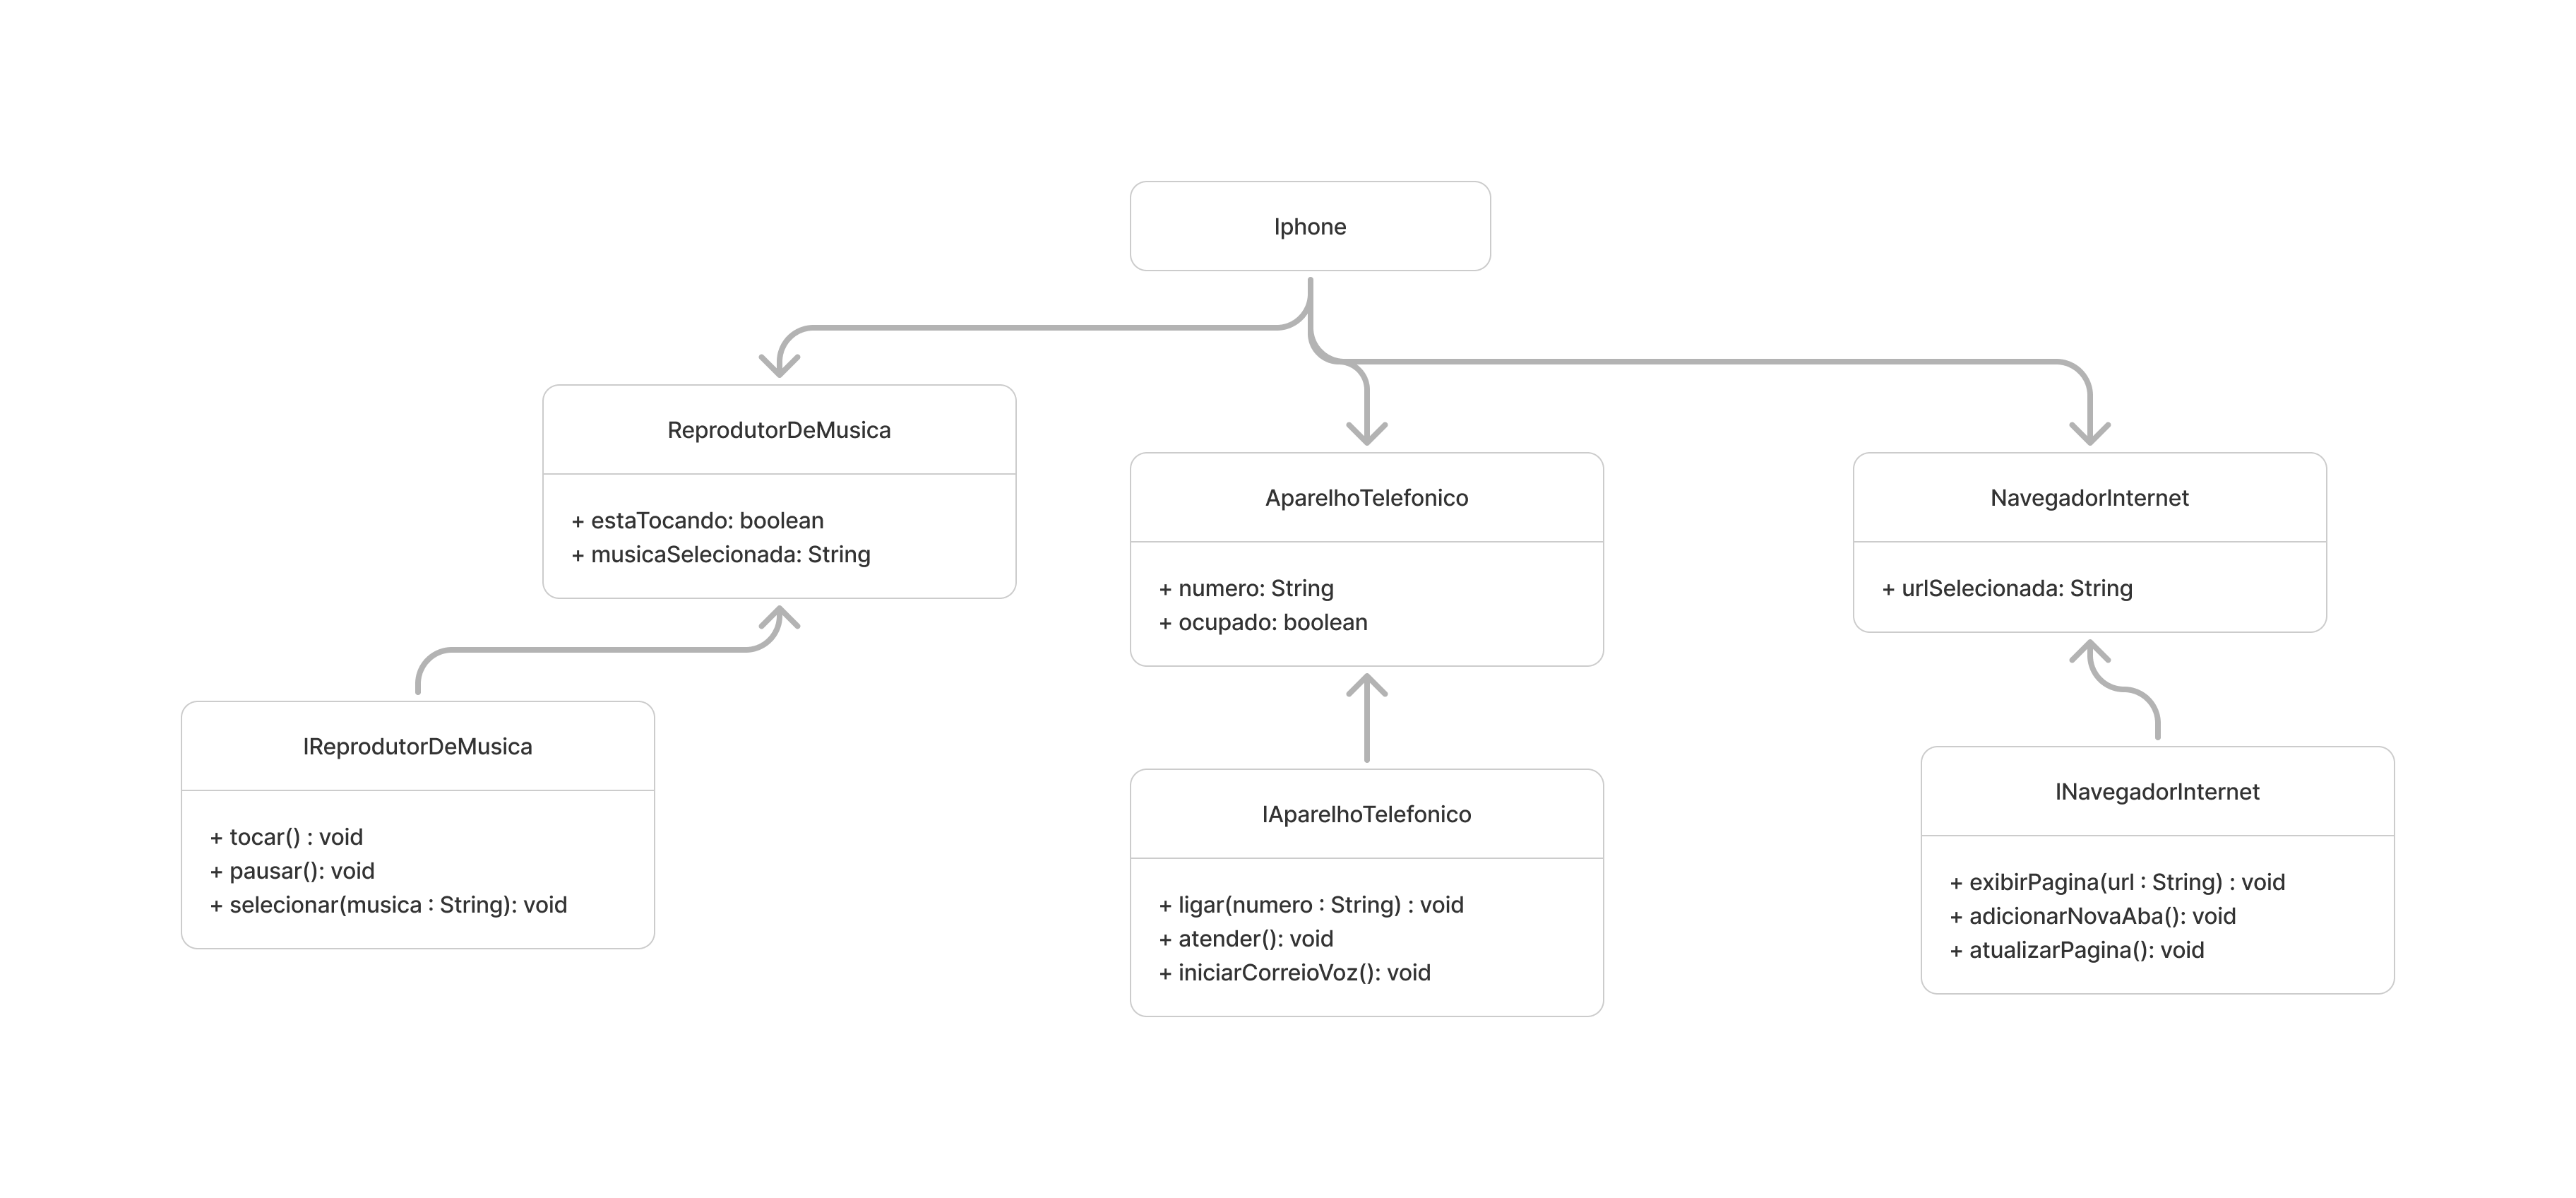 Iphone
ReprodutorDeMusica
+ estaTocando: boolean
+ musicaSelecionada: String
AparelhoTelefonico
+ numero: String
+ ocupado: boolean
NavegadorInternet
+ urlSelecionada: String
IReprodutorDeMusica
+ tocar() : void
+ pausar(): void
+ selecionar(musica : String): void
IAparelhoTelefonico
+ ligar(numero : String) : void
+ atender(): void
+ iniciarCorreioVoz(): void
INavegadorInternet
+ exibirPagina(url : String) : void
+ adicionarNovaAba(): void
+ atualizarPagina(): void